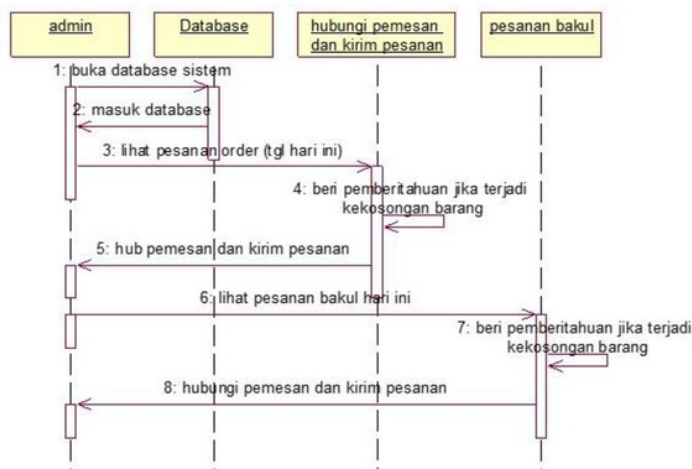 admin
Database
hubungi pemesan
dan kirim pesanan
pesanan bakul
1: buka database sistem
2: masuk database
3: lihat pesanan order (tgl hari ini)
4: beri pemberitahuan jika terjadi
kekosongan barang
5: hub pemesan dan kirim pesanan
6: lihat pesanan bakul hari ini
7: beri pemberitahuan jika terjadi
kekosongan barang
8: hubungi pemesan dan kirim pesanan